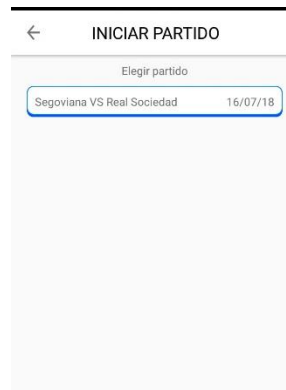 INICIAR PARTIDO
Elegir partido
Segoviana VS Real Sociedad 16/07/18